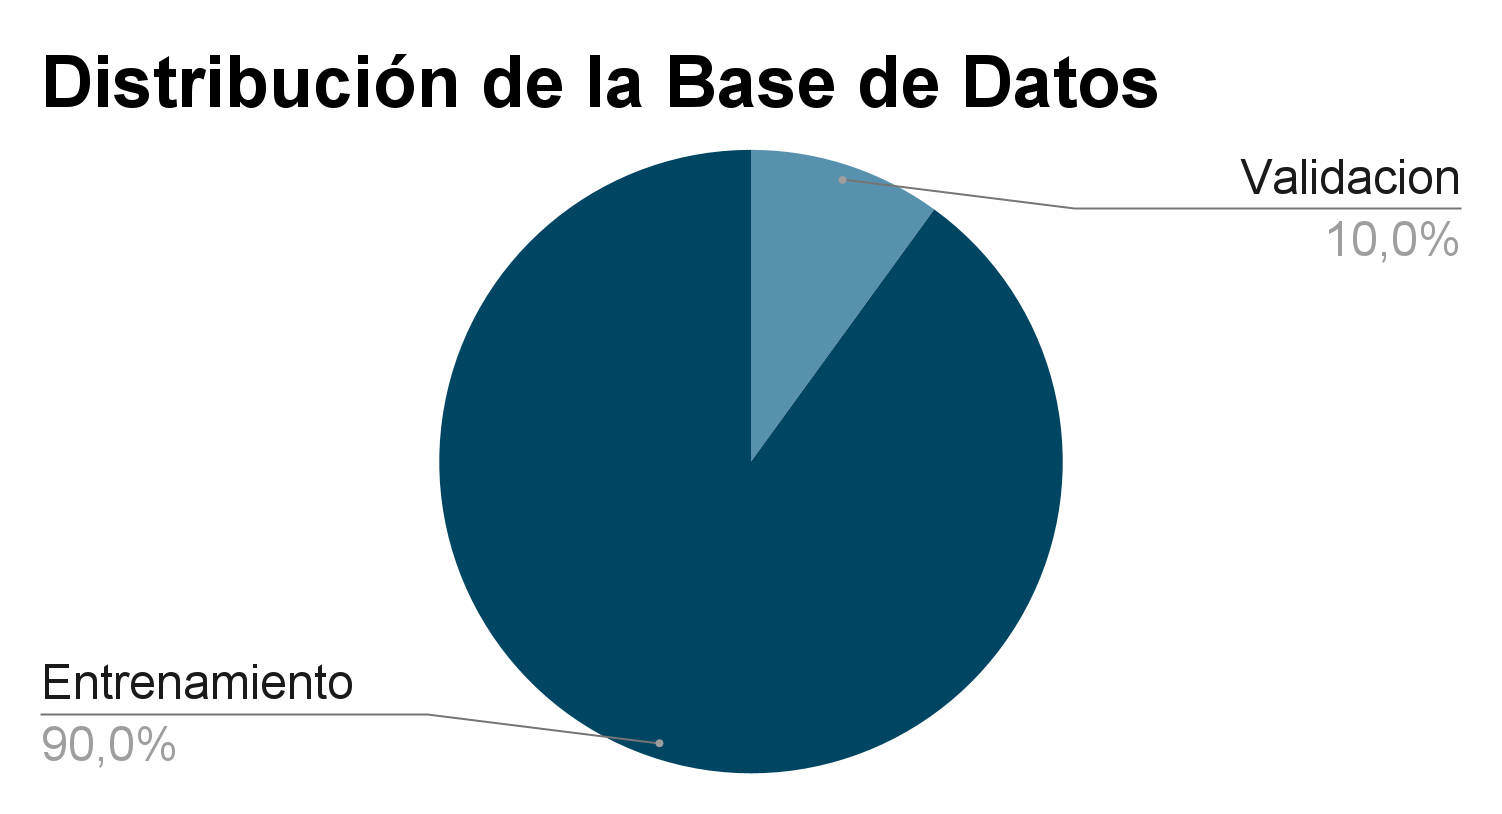 Distribución de la Base de Datos
Validacion
10,0%
Entrenamiento
90,0%